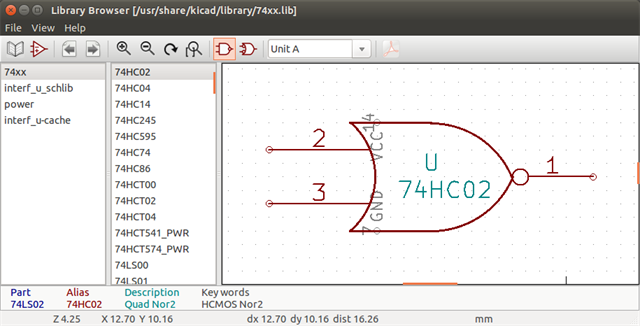 Library Browser [/usr/share/kicad/library/74xx.lib]
File View Help
Unit A
74xx
interf_u_schlib
power
interf_u-cache
74HC02
74HC04
74HC14
74HC245
74HC595
74HC74
74HC86
74HCT00
74HCT02
74HCT04
74HCT541_PWR
74HCT574_PWR
74LS00
74LS01
14
VCC
2
U
74HC02
1
3
GND
7
Part Alias Description Key words
74LS02 74HC02 Quad Nor2 HCMOS Nor2
Z 4.25 X 12.70 Y 10.16 dx 12.70 dy 10.16 dist 16.26 mm